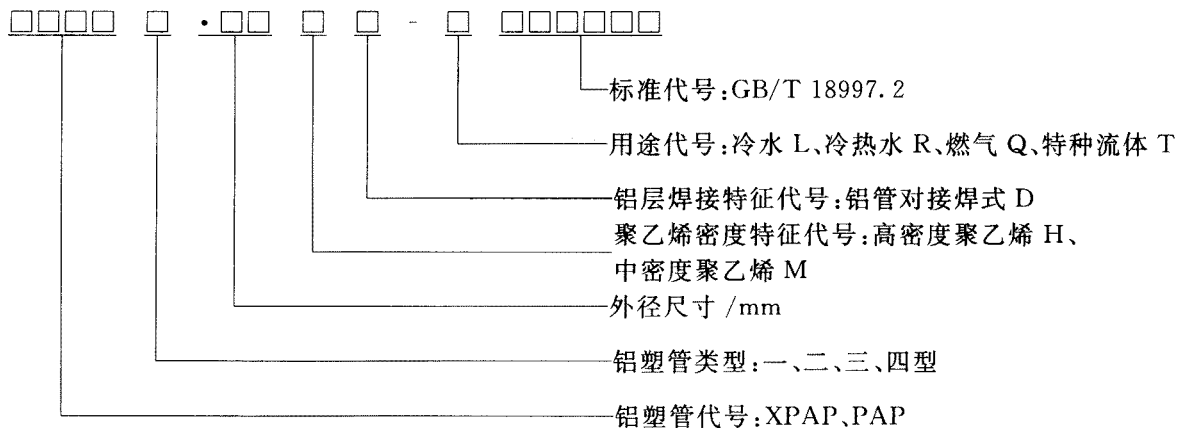 □□□□ □ ·□□ □ □ - □ □□□□□□
标准代号:GB/T 18997.2
用途代号:冷水 L、冷热水 R、燃气 Q、特种流体 T
铝层焊接特征代号:铝管对接焊式 D
聚乙烯密度特征代号:高密度聚乙烯 H、
中密度聚乙烯 M
外径尺寸 /mm
铝塑管类型:一、二、三、四型
铝塑管代号:XPAP、PAP